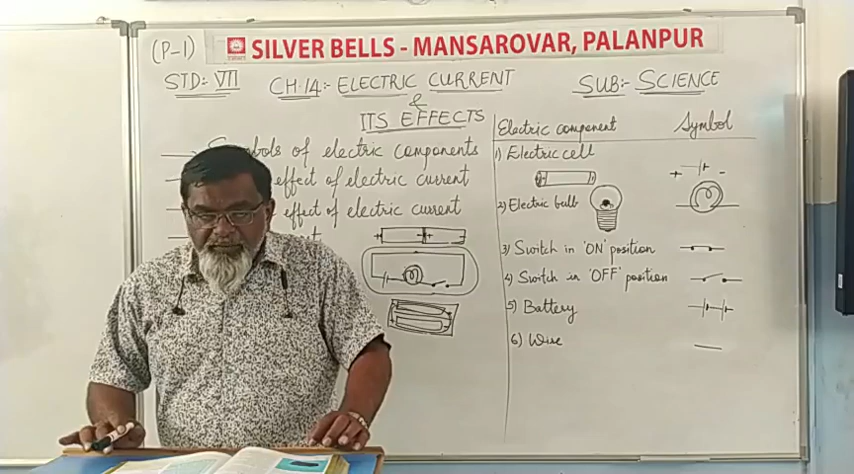 (P-1)
SILVER BELLS - MANSAROVAR, PALANPUR
STD:- VII
CH.14:- ELECTRIC CURRENT
&
ITS EFFECTS
SUB:- SCIENCE
of electric components
effect of electric current
effect of electric current
Electric component Symbol
1) Electric cell
+ -
2) Electric bulb
3) Switch in 'ON' position
4) Switch in 'OFF' position
5) Battery
6) Wire